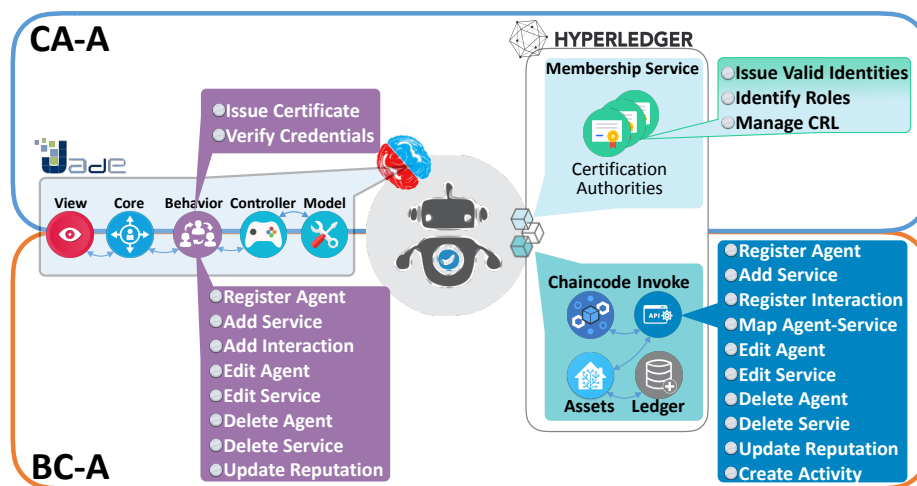 CA-A
HYPERLEDGER
Membership Service
Issue Valid Identities
Identify Roles
Manage CRL
Certification
Authorities
Issue Certificate
Verify Credentials
Jade
View
Core
Behavior
Controller
Model
Register Agent
Add Service
Add Interaction
Edit Agent
Edit Service
Delete Agent
Delete Service
Update Reputation
Chaincode
Invoke
API
Assets
Ledger
Register Agent
Add Service
Register Interaction
Map Agent-Service
Edit Agent
Edit Service
Delete Agent
Delete Servie
Update Reputation
Create Activity
BC-A